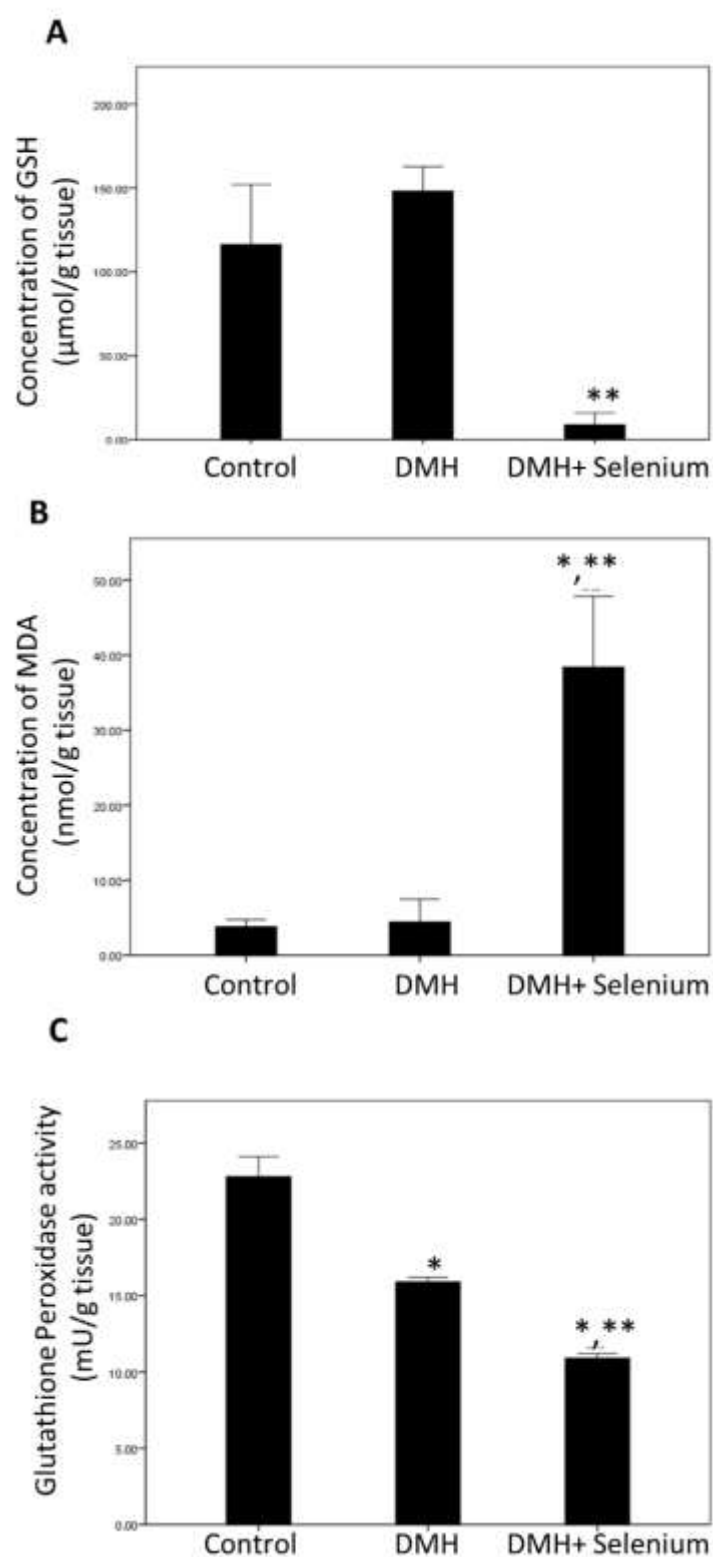 A
Concentration of GSH
(μmol/g tissue)
200.00
150.00
100.00
50.00
0.00
**
Control DMH DMH+ Selenium
B
Concentration of MDA
(nmol/g tissue)
50.00
40.00
30.00
20.00
10.00
0.00
*,**
Control DMH DMH+ Selenium
C
Glutathione Peroxidase activity
(mU/g tissue)
25.00
20.00
15.00
10.00
5.00
0.00
*
*,**
Control DMH DMH+ Selenium